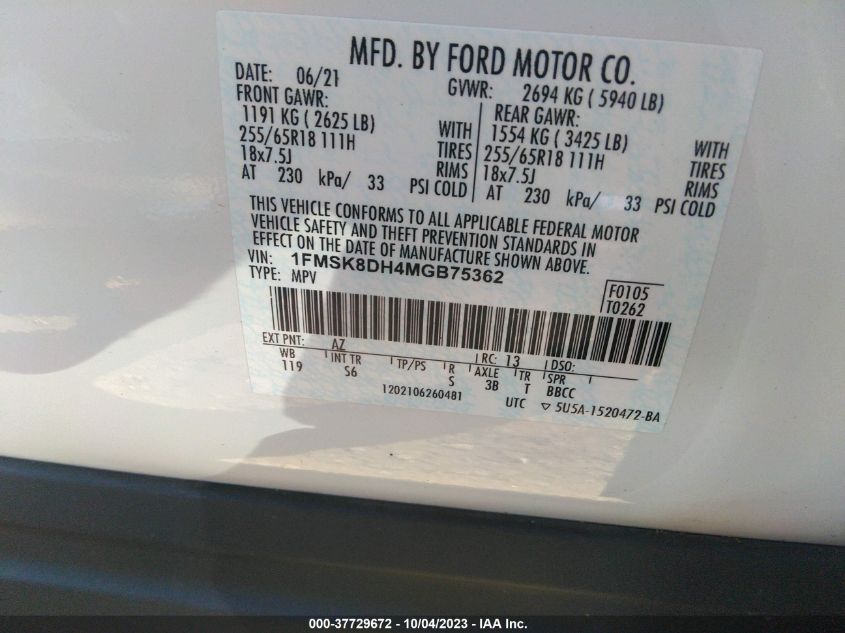 MFD. BY FORD MOTOR CO.
DATE: 06/21 GVWR: 2694 KG ( 5940 LB)
FRONT GAWR: REAR GAWR:
1191 KG ( 2625 LB) WITH 1554 KG ( 3425 LB) WITH
255/65R18 111H TIRES 255/65R18 111H TIRES
18x7.5J RIMS 18x7.5J RIMS
AT 230 kPa/ 33 PSI COLD AT 230 kPa/ 33 PSI COLD
THIS VEHICLE CONFORMS TO ALL APPLICABLE FEDERAL MOTOR
VEHICLE SAFETY AND THEFT PREVENTION STANDARDS IN
EFFECT ON THE DATE OF MANUFACTURE SHOWN ABOVE.
VIN: 1FMSK8DH4MGB75362
TYPE: MPV
F0105
T0262
EXT PNT: AZ RC: 13 DSO:
WB INT TR TP/PS R AXLE TR SPR
119 S6 S 3B T BBCC
1202106260481
UTC ▽ 5U5A-1520472-BA
000-37729672 - 10/04/2023 - IAA Inc.